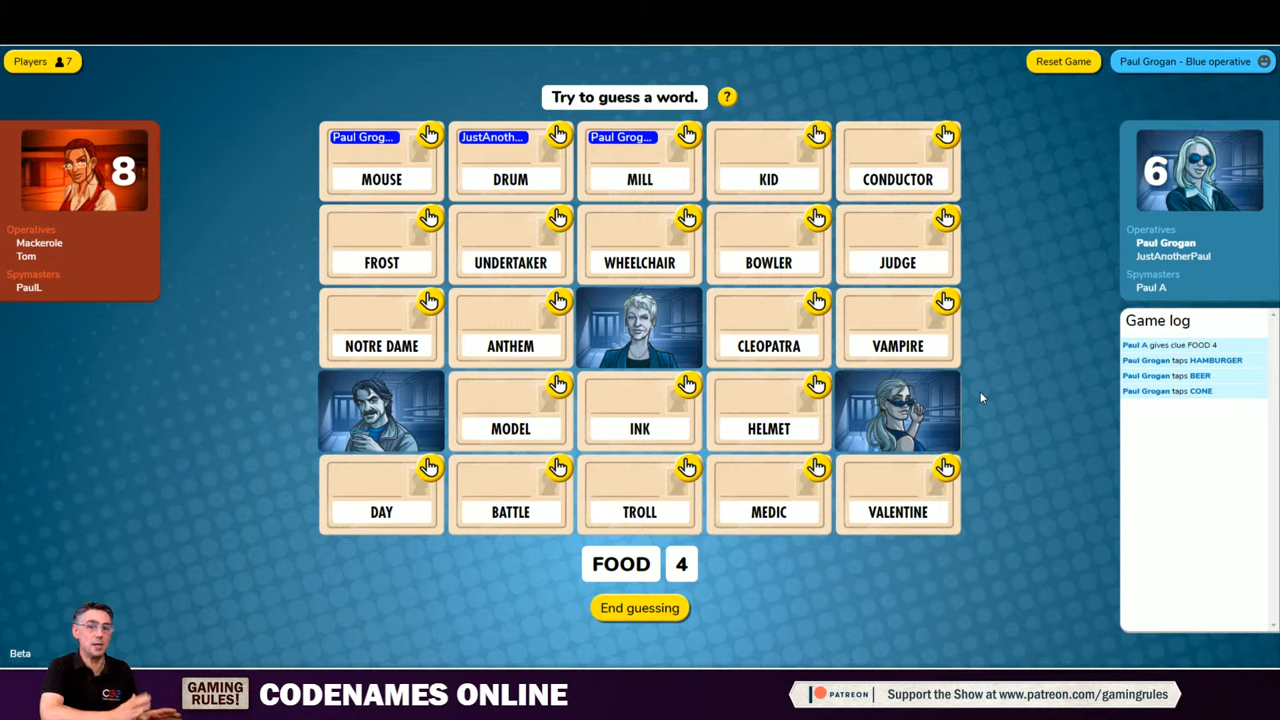 Players 7
Reset Game
Paul Grogan - Blue operative
Try to guess a word. ?
8
Operatives
Mackerole
Tom
Spymasters
PaulL
Paul Grog... JustAnoth... Paul Grog...
MOUSE DRUM MILL KID CONDUCTOR
FROST UNDERTAKER WHEELCHAIR BOWLER JUDGE
NOTRE DAME ANTHEM CLEOPATRA VAMPIRE
MODEL INK HELMET
DAY BATTLE TROLL MEDIC VALENTINE
FOOD 4
End guessing
6
Operatives
Paul Grogan
JustAnotherPaul
Spymasters
Paul A
Game log
Paul A gives clue FOOD 4
Paul Grogan taps HAMBURGER
Paul Grogan taps BEER
Paul Grogan taps CONE
Beta
GAMING
RULES!
CODENAMES ONLINE
PATREON
Support the Show at www.patreon.com/gamingrules